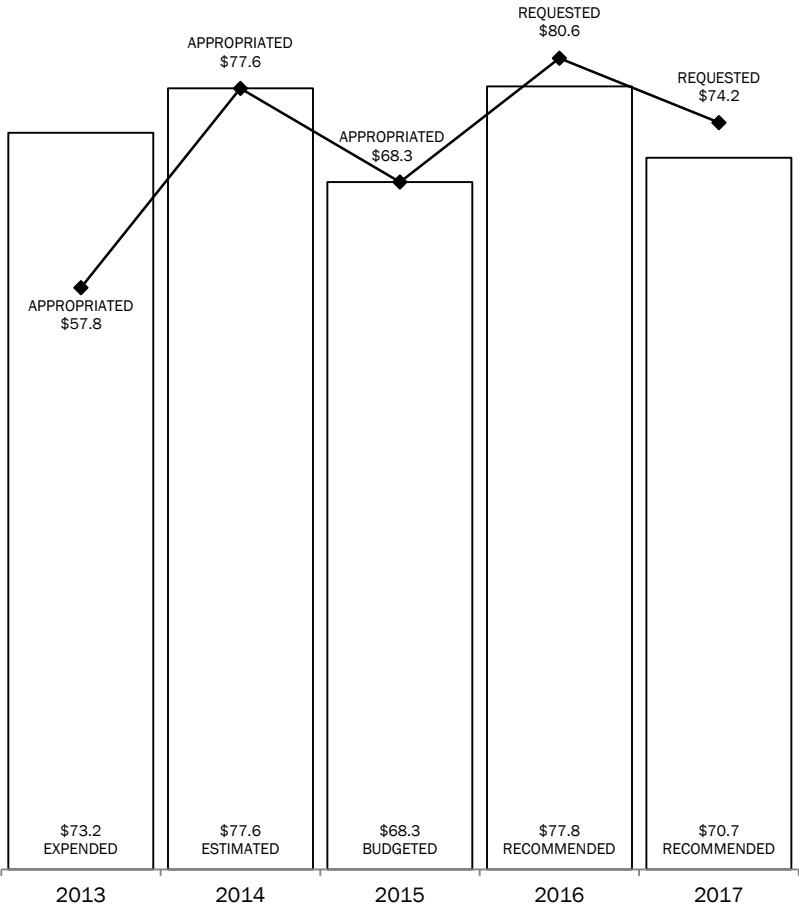 REQUESTED
$80.6
APPROPRIATED
$77.6
REQUESTED
$74.2
APPROPRIATED
$68.3
APPROPRIATED
$57.8
$73.2
EXPENDED
$77.6
ESTIMATED
$68.3
BUDGETED
$77.8
RECOMMENDED
$70.7
RECOMMENDED
2013
2014
2015
2016
2017